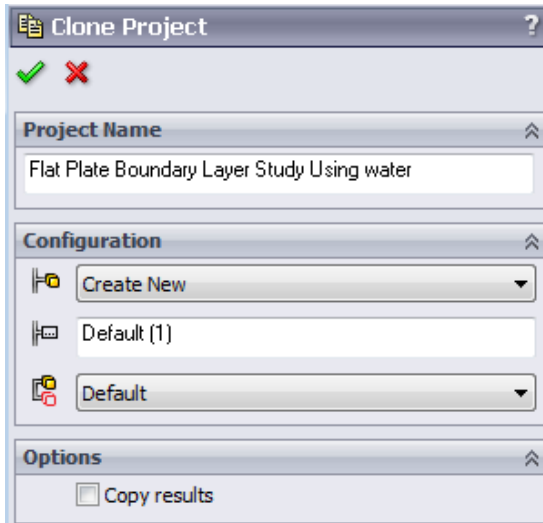 Clone Project ?
Project Name
Flat Plate Boundary Layer Study Using water
Configuration
Create New
Default (1)
Default
Options
Copy results